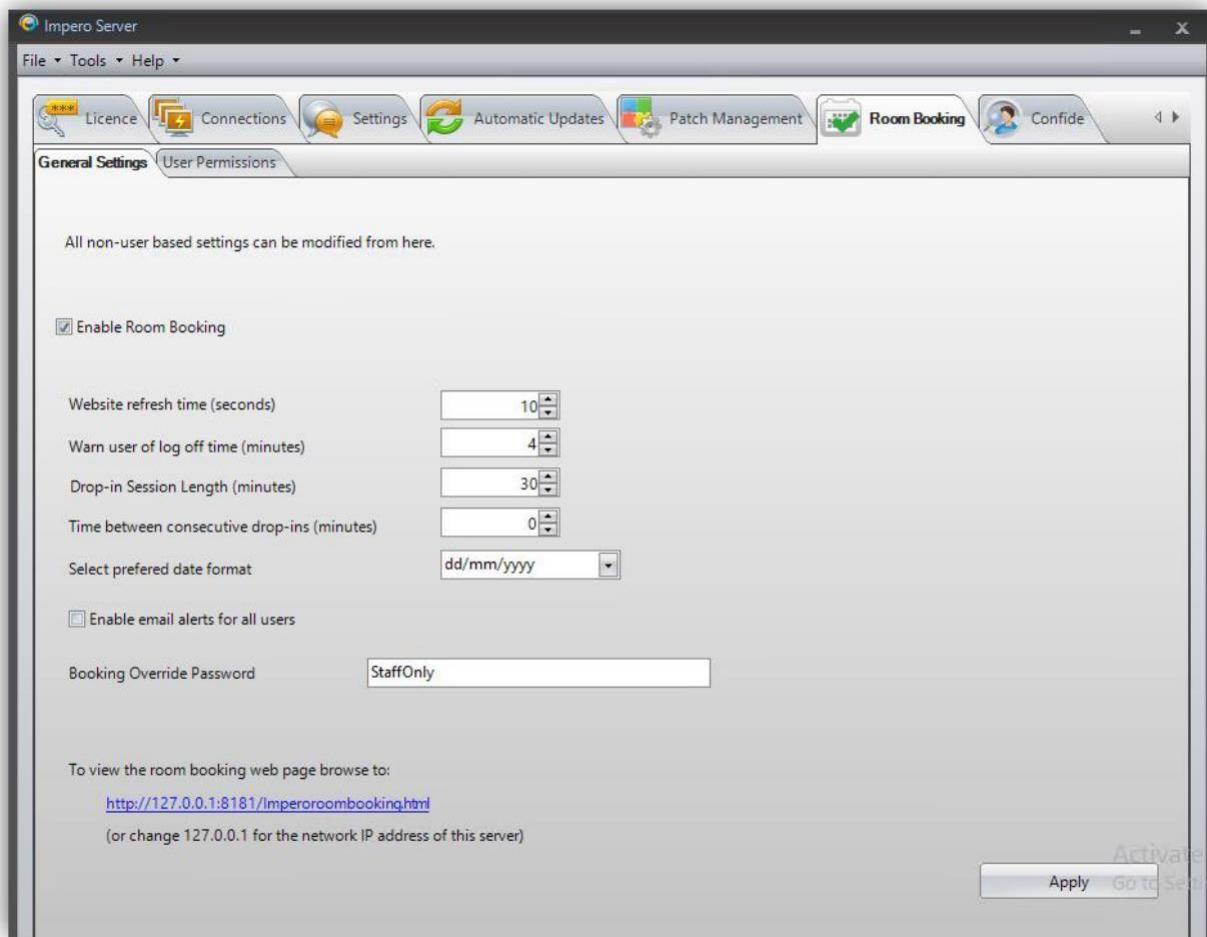 Impero Server
File Tools Help
*** Licence Connections Settings Automatic Updates Patch Management Room Booking Confide
General Settings User Permissions
All non-user based settings can be modified from here.
Enable Room Booking
Website refresh time (seconds) 10
Warn user of log off time (minutes) 4
Drop-in Session Length (minutes) 30
Time between consecutive drop-ins (minutes) 0
Select prefered date format dd/mm/yyyy
Enable email alerts for all users
Booking Override Password StaffOnly
To view the room booking web page browse to:
http://127.0.0.1:8181/Imperoroombooking.html
(or change 127.0.0.1 for the network IP address of this server)
Activate
Apply Go to Setti